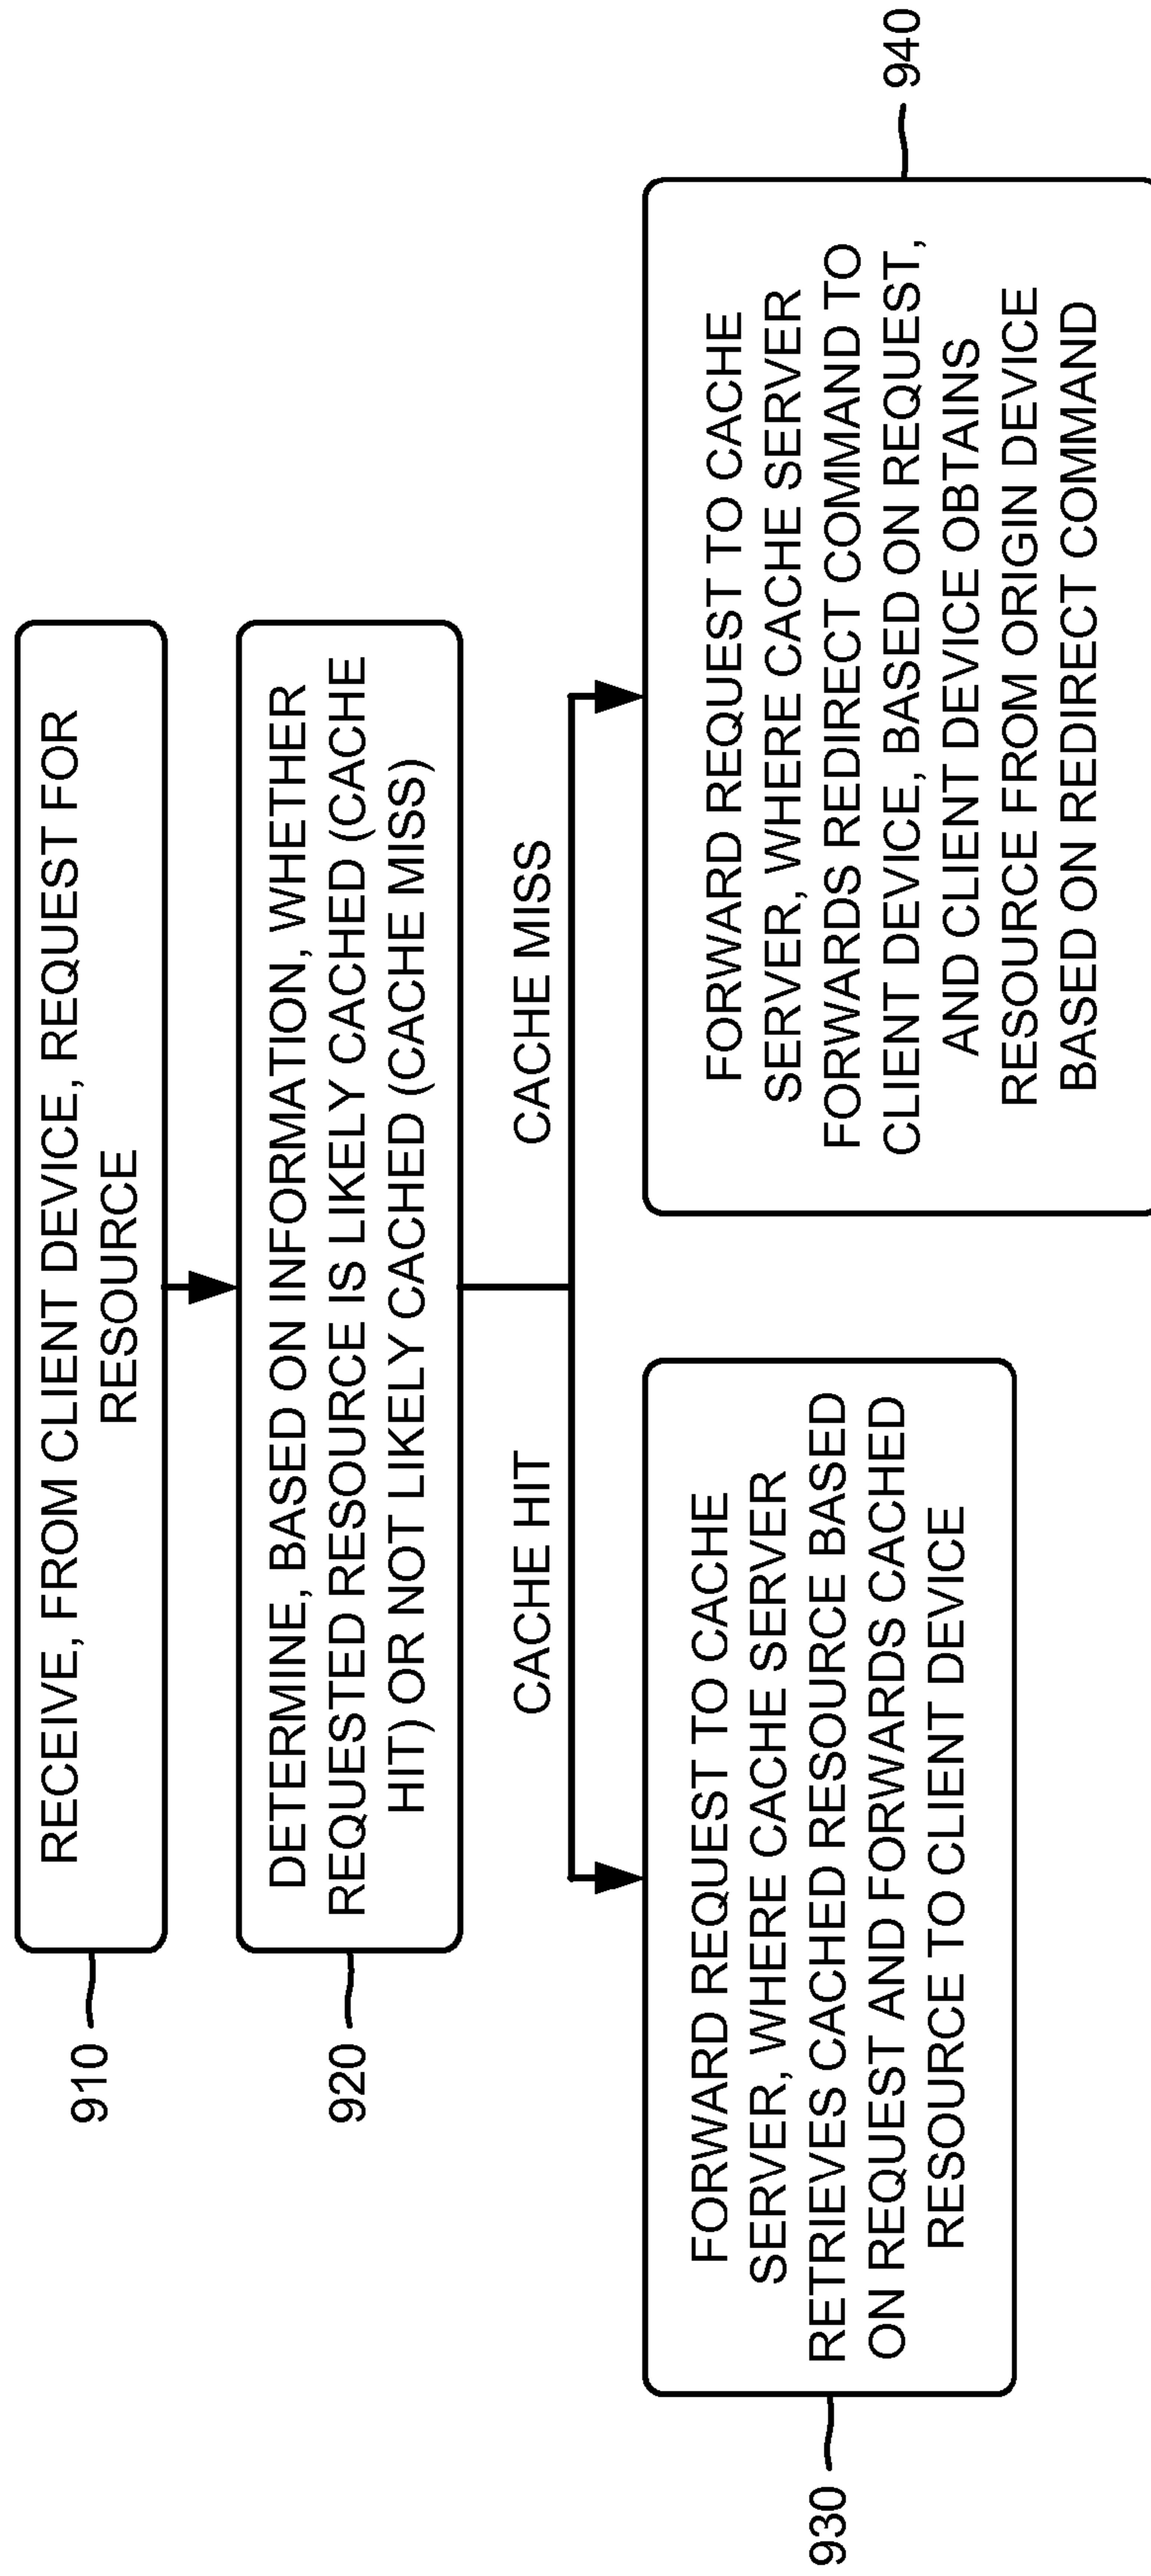 910
RECEIVE, FROM CLIENT DEVICE, REQUEST FOR
RESOURCE
920
DETERMINE, BASED ON INFORMATION, WHETHER
REQUESTED RESOURCE IS LIKELY CACHED (CACHE
HIT) OR NOT LIKELY CACHED (CACHE MISS)
CACHE HIT
CACHE MISS
930
FORWARD REQUEST TO CACHE
SERVER, WHERE CACHE SERVER
RETRIEVES CACHED RESOURCE BASED
ON REQUEST AND FORWARDS CACHED
RESOURCE TO CLIENT DEVICE
940
FORWARD REQUEST TO CACHE
SERVER, WHERE CACHE SERVER
FORWARDS REDIRECT COMMAND TO
CLIENT DEVICE, BASED ON REQUEST,
AND CLIENT DEVICE OBTAINS
RESOURCE FROM ORIGIN DEVICE
BASED ON REDIRECT COMMAND